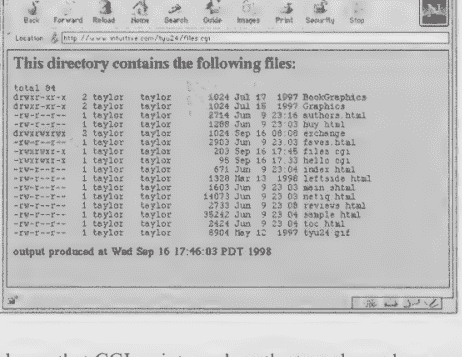 Back Forward Reload Home Search Guide Images Print Security Stop
Location http://www.intuitive.com/tyu24/files.cgi
This directory contains the following files:
total 84
drwxr-xr-x 2 taylor taylor 1024 Jul 17 1997 BookGraphics
drwxr-xr-x 2 taylor taylor 1024 Jul 15 1997 Graphics
-rw-r--r-- 1 taylor taylor 2714 Jun 9 23:16 authors.html
-rw-r--r-- 1 taylor taylor 1288 Jun 9 23:03 buy.html
drwxrwxrwx 2 taylor taylor 1024 Sep 16 08:08 exchange
-rw-r--r-- 1 taylor taylor 2903 Jun 9 23:03 faves.html
-rwxrwxr-x 1 taylor taylor 203 Sep 16 17:45 files.cgi
-rwxrwxr-x 1 taylor taylor 95 Sep 16 17:33 hello.cgi
-rw-r--r-- 1 taylor taylor 671 Jun 9 23:04 index.html
-rw-r--r-- 1 taylor taylor 1328 Mar 13 1998 leftside.html
-rw-r--r-- 1 taylor taylor 1603 Jun 9 23:03 main.shtml
-rw-r--r-- 1 taylor taylor 14073 Jun 9 23:03 netiq.html
-rw-r--r-- 1 taylor taylor 2733 Jun 9 23:08 reviews.html
-rw-r--r-- 1 taylor taylor 35242 Jun 9 23:04 sample.html
-rw-r--r-- 1 taylor taylor 2424 Jun 9 23:04 toc.html
-rw-r--r-- 1 taylor taylor 8904 May 12 1997 tyu24.gif
output produced at Wed Sep 16 17:46:03 PDT 1998